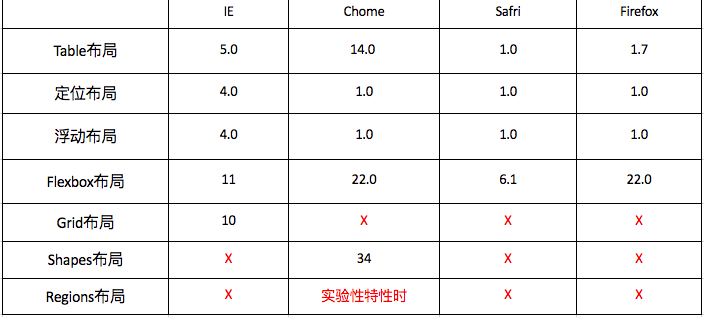 IE Chome Safri Firefox
Table布局 5.0 14.0 1.0 1.7
定位布局 4.0 1.0 1.0 1.0
浮动布局 4.0 1.0 1.0 1.0
Flexbox布局 11 22.0 6.1 22.0
Grid布局 10 X X X
Shapes布局 X 34 X X
Regions布局 X 实验性特性时 X X